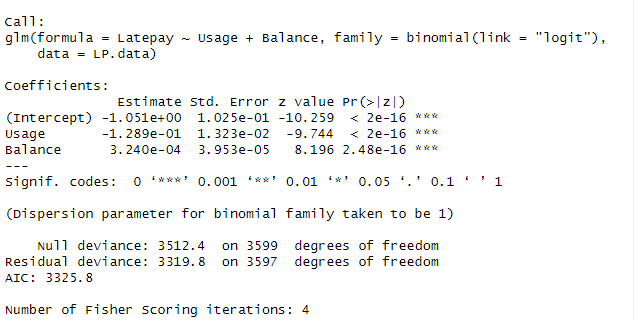 Call:
glm(formula = Latepay ~ Usage + Balance, family = binomial(link = "logit"),
    data = LP.data)
Coefficients:
              Estimate Std. Error z value Pr(>|z|)
(Intercept) -1.051e+00  1.025e-01 -10.259  < 2e-16 ***
Usage       -1.289e-01  1.323e-02  -9.744  < 2e-16 ***
Balance      3.240e-04  3.953e-05   8.196 2.48e-16 ***
---
Signif. codes:  0 ‘***’ 0.001 ‘**’ 0.01 ‘*’ 0.05 ‘.’ 0.1 ‘ ’ 1
(Dispersion parameter for binomial family taken to be 1)
    Null deviance: 3512.4  on 3599  degrees of freedom
Residual deviance: 3319.8  on 3597  degrees of freedom
AIC: 3325.8
Number of Fisher Scoring iterations: 4